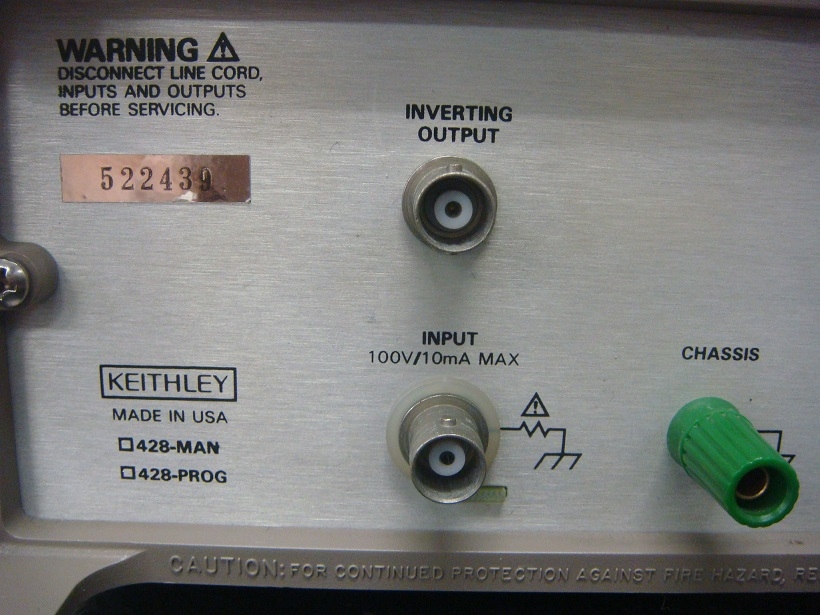 WARNING
DISCONNECT LINE CORD,
INPUTS AND OUTPUTS
BEFORE SERVICING.
522439
INVERTING
OUTPUT
INPUT
100V/10mA MAX
CHASSIS
KEITHLEY
MADE IN USA
428-MAN
428-PROG
CAUTION: FOR CONTINUED PROTECTION AGAINST FIRE HAZARD, RE